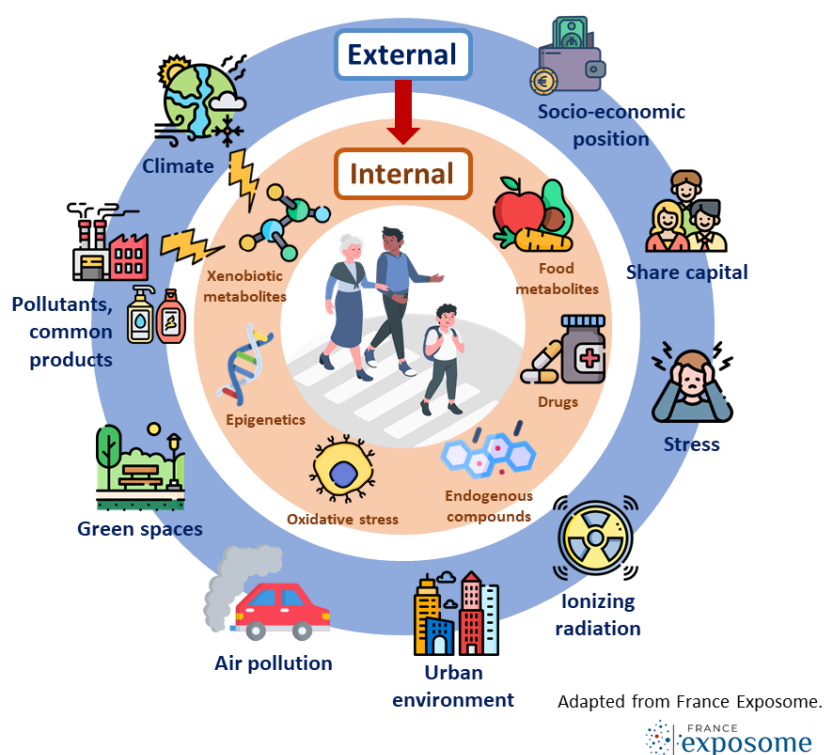 External
Socio-economic
position
Climate
Internal
Share capital
Xenobiotic
metabolites
Food
metabolites
Pollutants,
common
products
Epigenetics
Drugs
Stress
Green spaces
Oxidative stress
Endogenous
compounds
Ionizing
radiation
Air pollution
Urban
environment
Adapted from France Exposome.
FRANCE
exposome